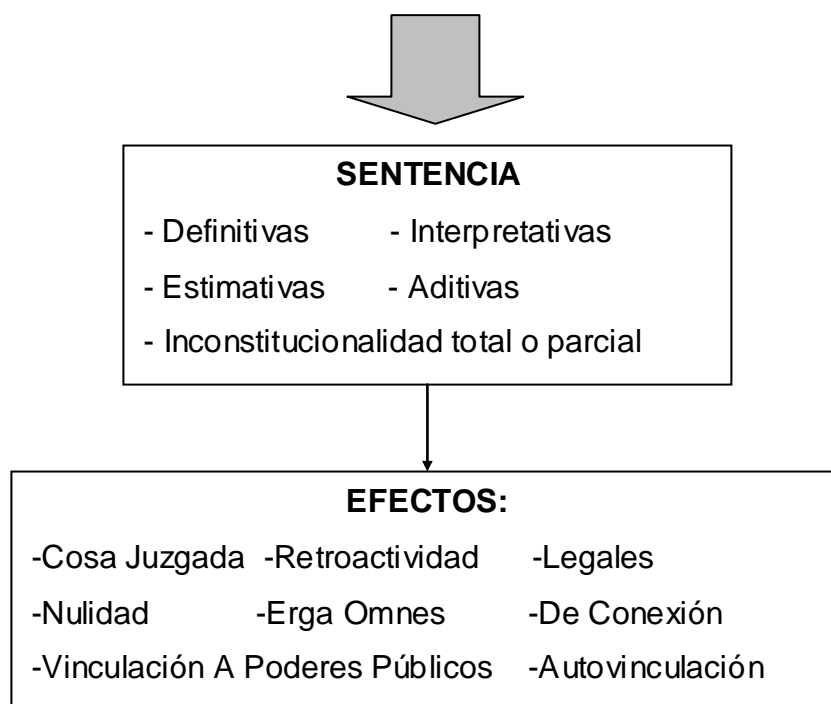 SENTENCIA
- Definitivas - Interpretativas
- Estimativas - Aditivas
- Inconstitucionalidad total o parcial
EFECTOS:
-Cosa Juzgada -Retroactividad -Legales
-Nulidad -Erga Omnes -De Conexión
-Vinculación A Poderes Públicos -Autovinculación